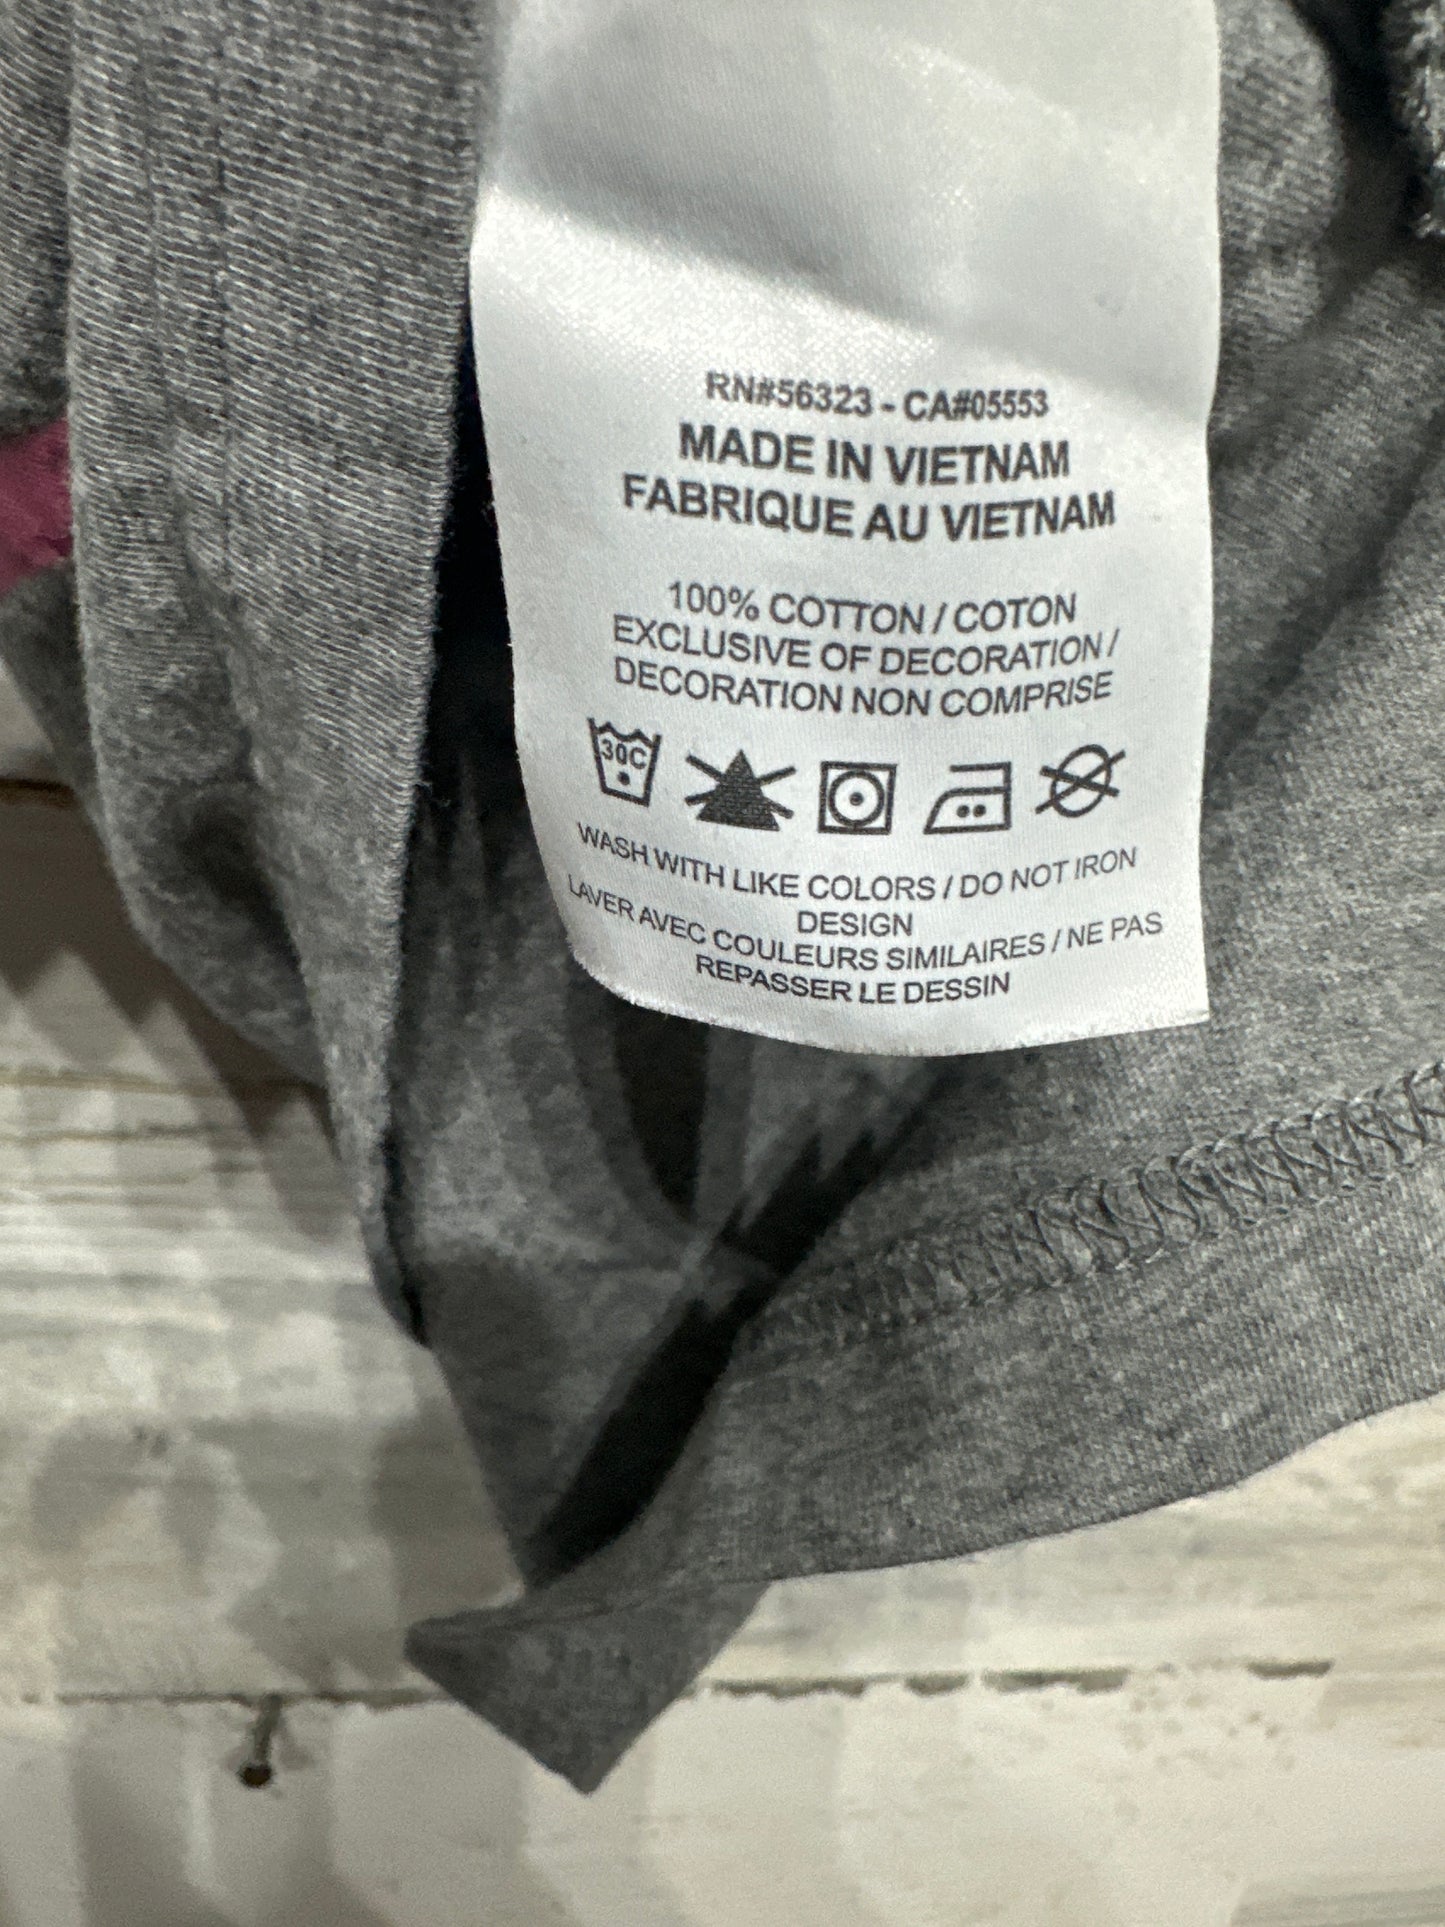 RN#56323 - CA#05553
MADE IN VIETNAM
FABRIQUE AU VIETNAM
100% COTTON / COTON
EXCLUSIVE OF DECORATION /
DECORATION NON COMPRISE
30C
WASH WITH LIKE COLORS / DO NOT IRON
DESIGN
LAVER AVEC COULEURS SIMILAIRES / NE PAS
REPASSER LE DESSIN